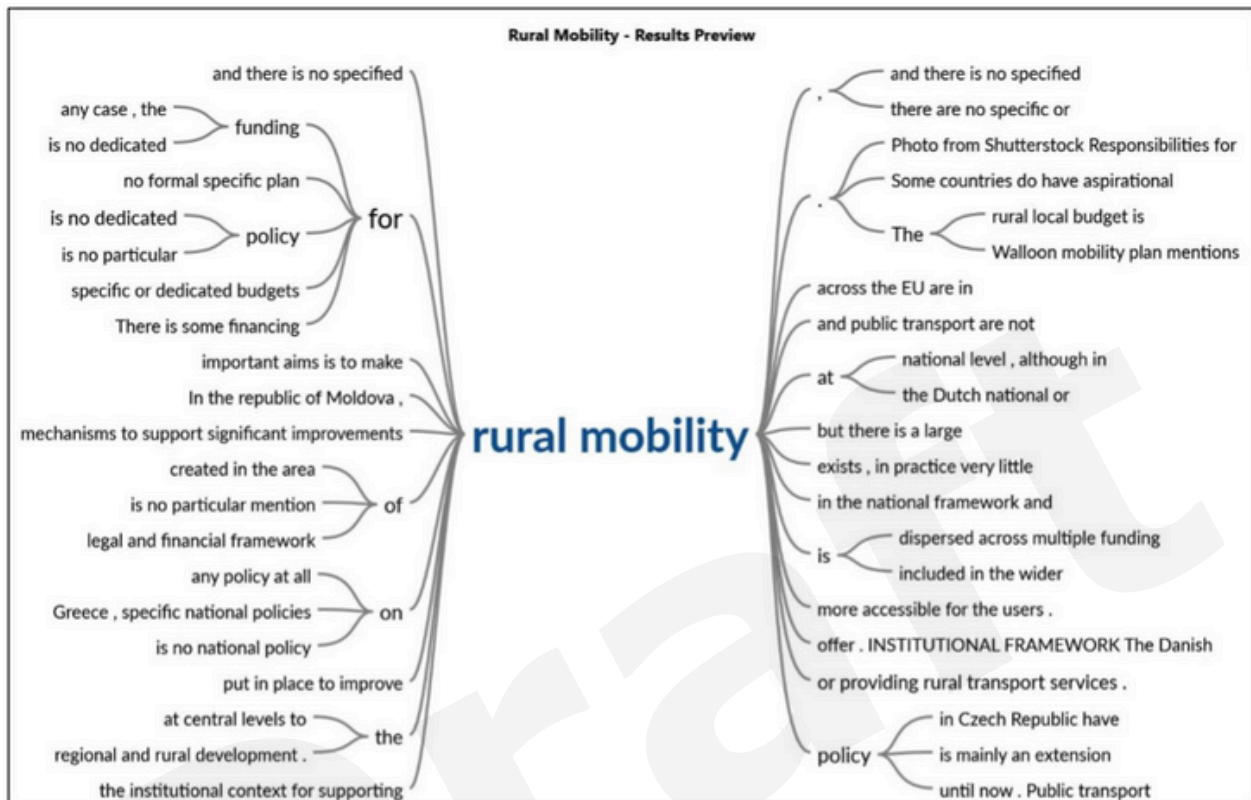 Rural Mobility - Results Preview
and there is no specified
any case , the
funding
is no dedicated
no formal specific plan
for
is no dedicated
policy
is no particular
specific or dedicated budgets
There is some financing
important aims is to make
In the republic of Moldova ,
mechanisms to support significant improvements
created in the area
is no particular mention
of
legal and financial framework
any policy at all
Greece , specific national policies
on
is no national policy
put in place to improve
at central levels to
the
regional and rural development .
the institutional context for supporting
rural mobility
,
and there is no specified
there are no specific or
.
Photo from Shutterstock Responsibilities for
Some countries do have aspirational
The
rural local budget is
Walloon mobility plan mentions
across the EU are in
and public transport are not
at
national level , although in
the Dutch national or
but there is a large
exists , in practice very little
in the national framework and
is
dispersed across multiple funding
included in the wider
more accessible for the users .
offer . INSTITUTIONAL FRAMEWORK The Danish
or providing rural transport services .
policy
in Czech Republic have
is mainly an extension
until now . Public transport